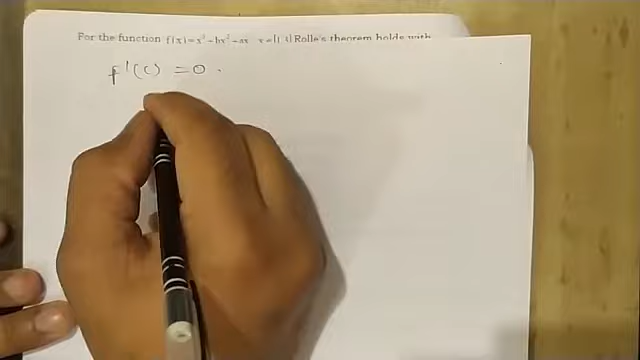 For the function f(x)=x³-bx²+ax, x∈[1,3] Rolle's theorem holds with
f'(c) = 0.